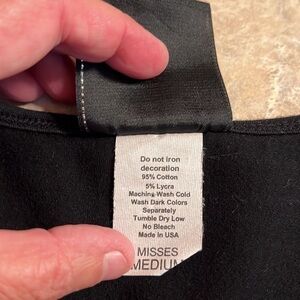 Do not iron
decoration
95% Cotton
5% Lycra
Maching Wash Cold
Wash Dark Colors
Separately
Tumble Dry Low
No Bleach
Made in USA
MISSES
MEDIUM